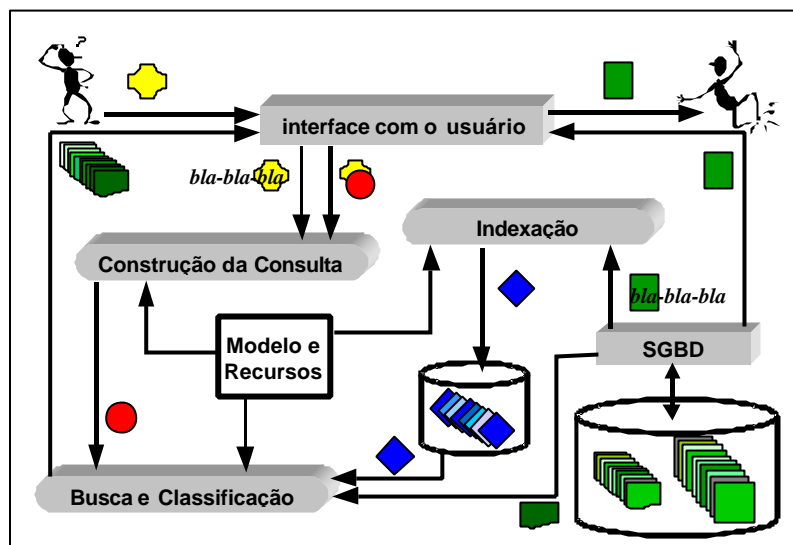 ?
interface com o usuário
bla-bla-bla
Indexação
Construção da Consulta
bla-bla-bla
SGBD
Modelo e
Recursos
Busca e Classificação